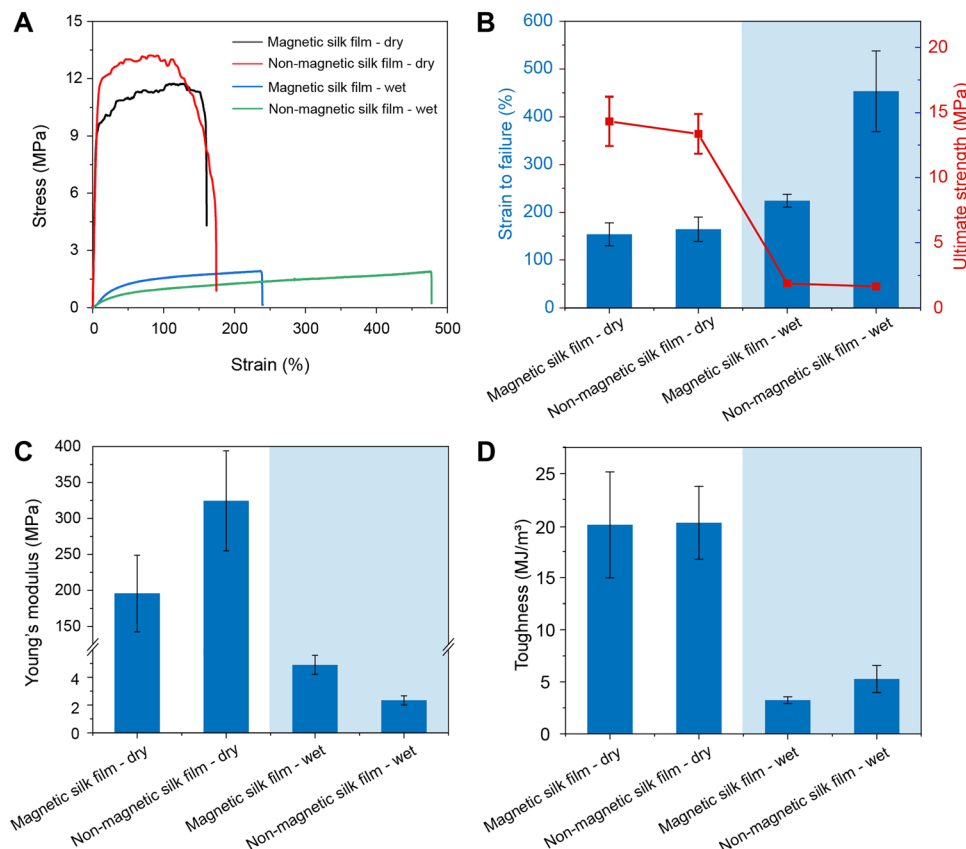 A
15
12
9
6
3
0
Stress (MPa)
Magnetic silk film - dry
Non-magnetic silk film - dry
Magnetic silk film - wet
Non-magnetic silk film - wet
0 100 200 300 400 500
Strain (%)
B
600
500
400
300
200
100
0
Strain to failure (%)
20
15
10
5
0
Ultimate strength (MPa)
Magnetic silk film - dry
Non-magnetic silk film - dry
Magnetic silk film - wet
Non-magnetic silk film - wet
C
400
350
300
250
200
150
4
2
0
Young's modulus (MPa)
Magnetic silk film - dry
Non-magnetic silk film - dry
Magnetic silk film - wet
Non-magnetic silk film - wet
D
25
20
15
10
5
0
Toughness (MJ/m³)
Magnetic silk film - dry
Non-magnetic silk film - dry
Magnetic silk film - wet
Non-magnetic silk film - wet